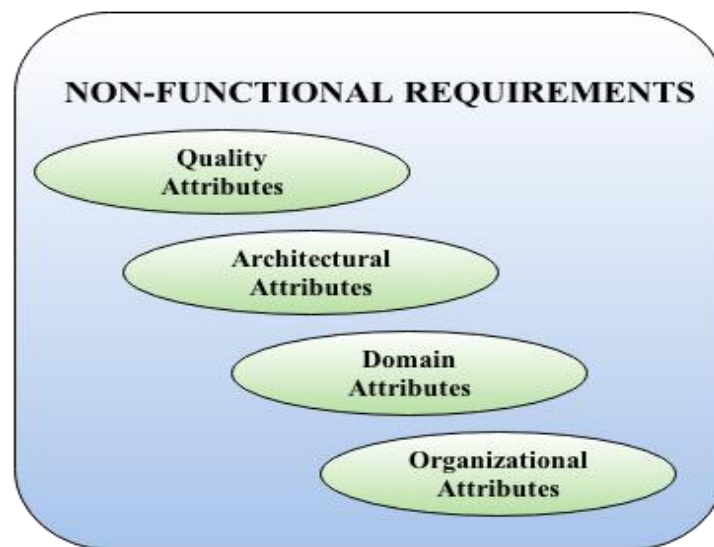 NON-FUNCTIONAL REQUIREMENTS
Quality
Attributes
Architectural
Attributes
Domain
Attributes
Organizational
Attributes